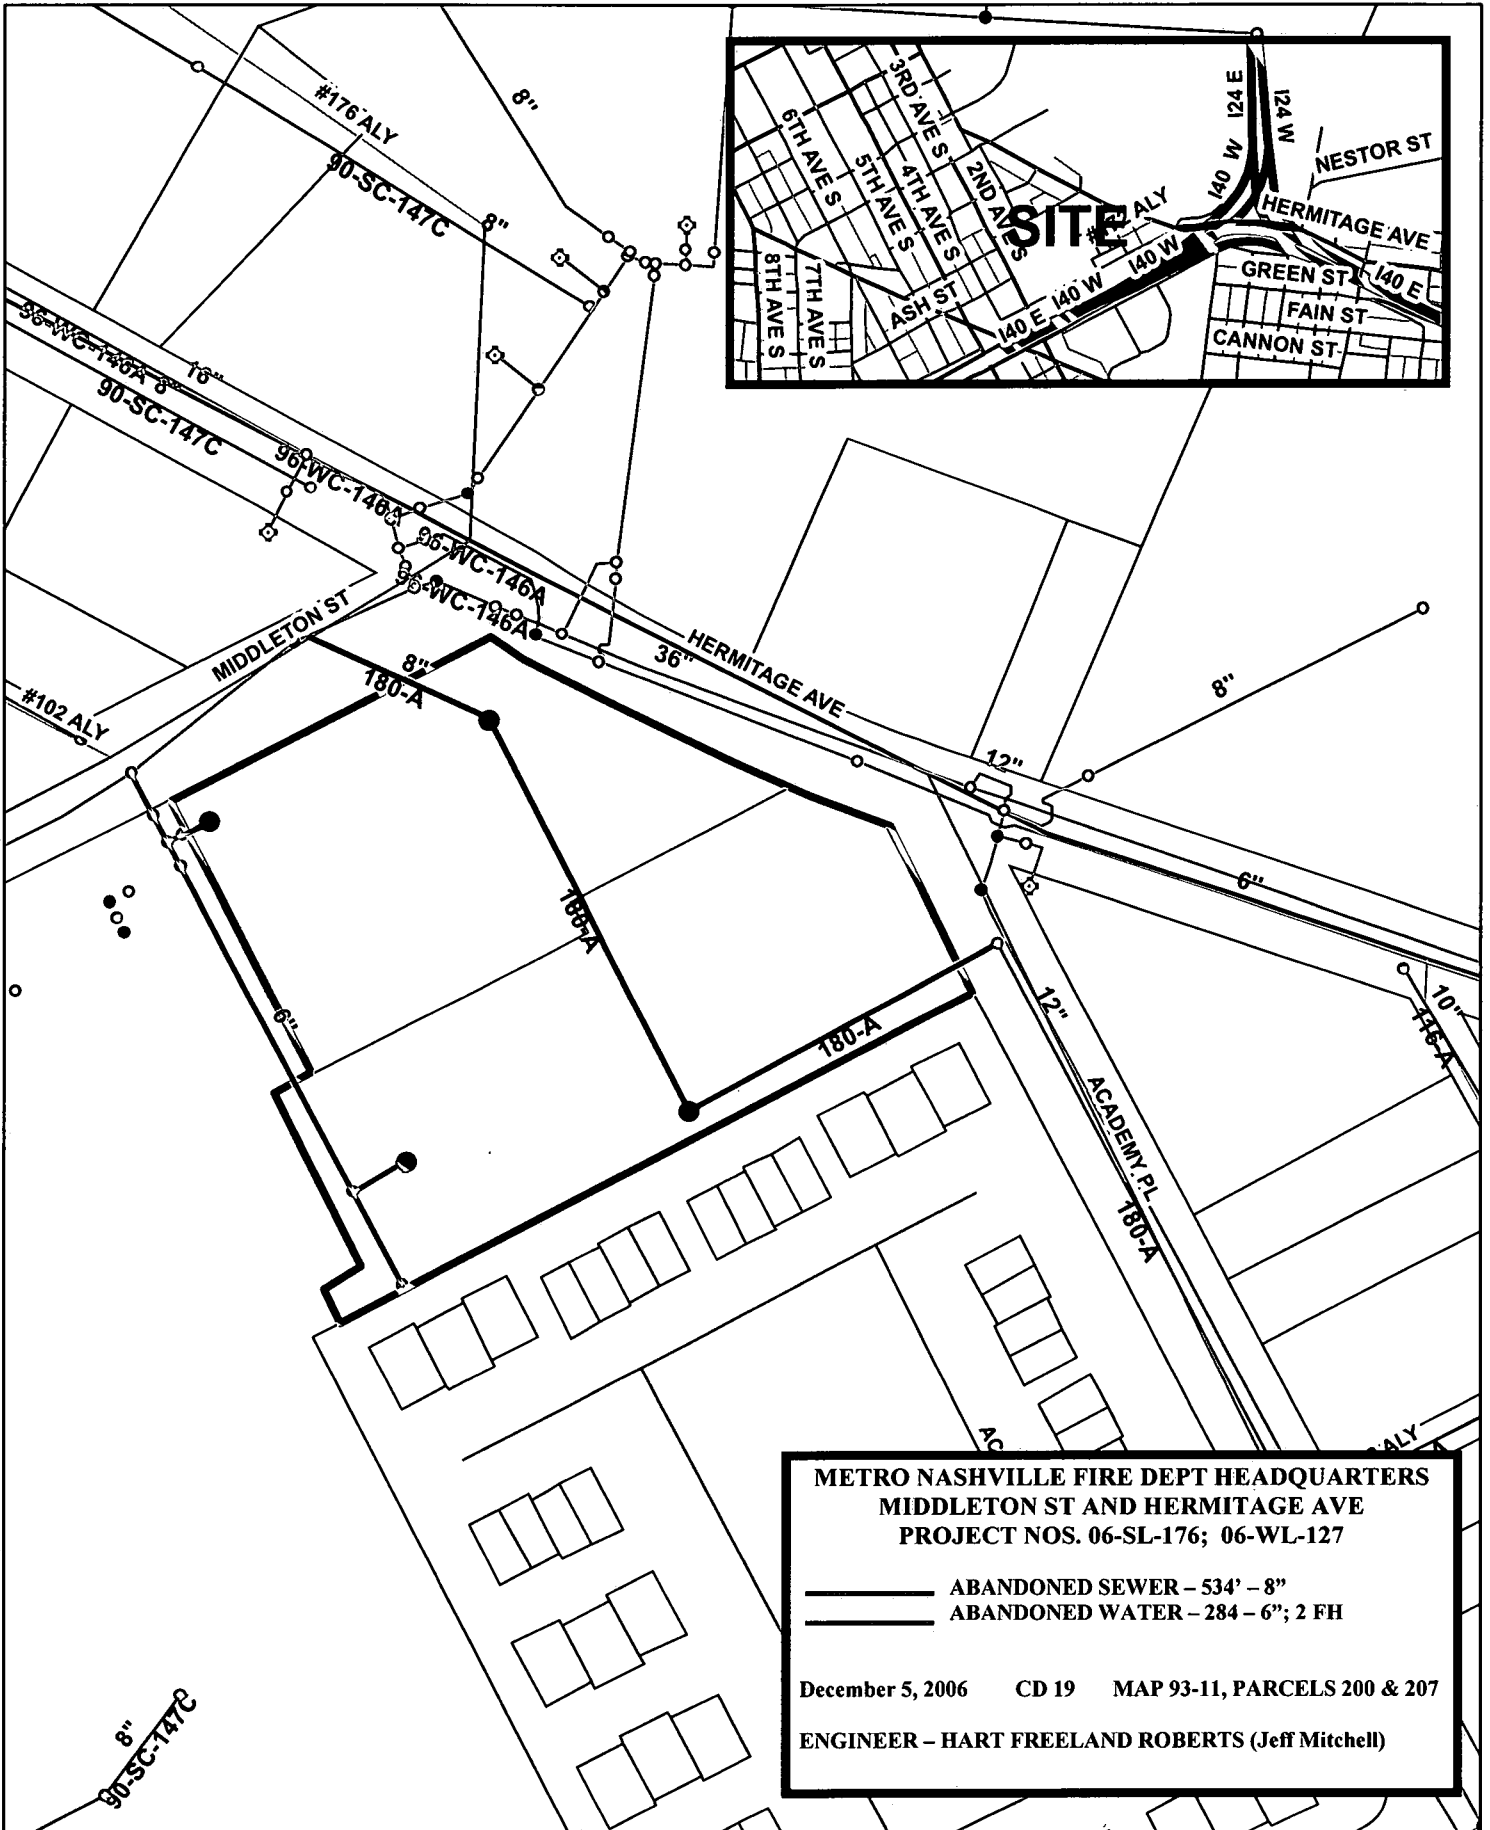 8"
#176 ALY
90-SC-147C
8"
3RD AVE S
6TH AVE S
5TH AVE S
4TH AVE S
2ND AVE S
8TH AVE S
7TH AVE S
ASH ST
SITE
ALY
I40 E
I40 W
I40 W
I40 W
I24 E
I24 W
NESTOR ST
HERMITAGE AVE
GREEN ST
I40 E
FAIN ST
CANNON ST
96-WC-146A
8"
16"
90-SC-147C
96-WC-146A
96-WC-146A
96-WC-146A
MIDDLETON ST
#102 ALY
8"
180-A
36"
HERMITAGE AVE
8"
12"
6"
180-A
6"
180-A
12"
10"
116-A
ACADEMY PL
180-A
AC
ALY
8"
90-SC-147C
METRO NASHVILLE FIRE DEPT HEADQUARTERS
MIDDLETON ST AND HERMITAGE AVE
PROJECT NOS. 06-SL-176; 06-WL-127
ABANDONED SEWER – 534' – 8"
ABANDONED WATER – 284 – 6"; 2 FH
December 5, 2006 CD 19 MAP 93-11, PARCELS 200 & 207
ENGINEER – HART FREELAND ROBERTS (Jeff Mitchell)